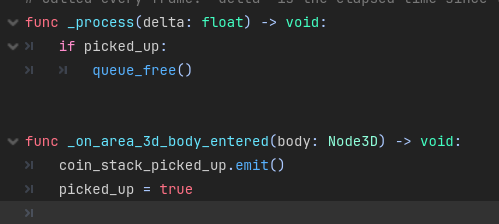 # Called every frame. 'delta' is the elapsed time since
func _process(delta: float) -> void:
if picked_up:
queue_free()
func _on_area_3d_body_entered(body: Node3D) -> void:
coin_stack_picked_up.emit()
picked_up = true